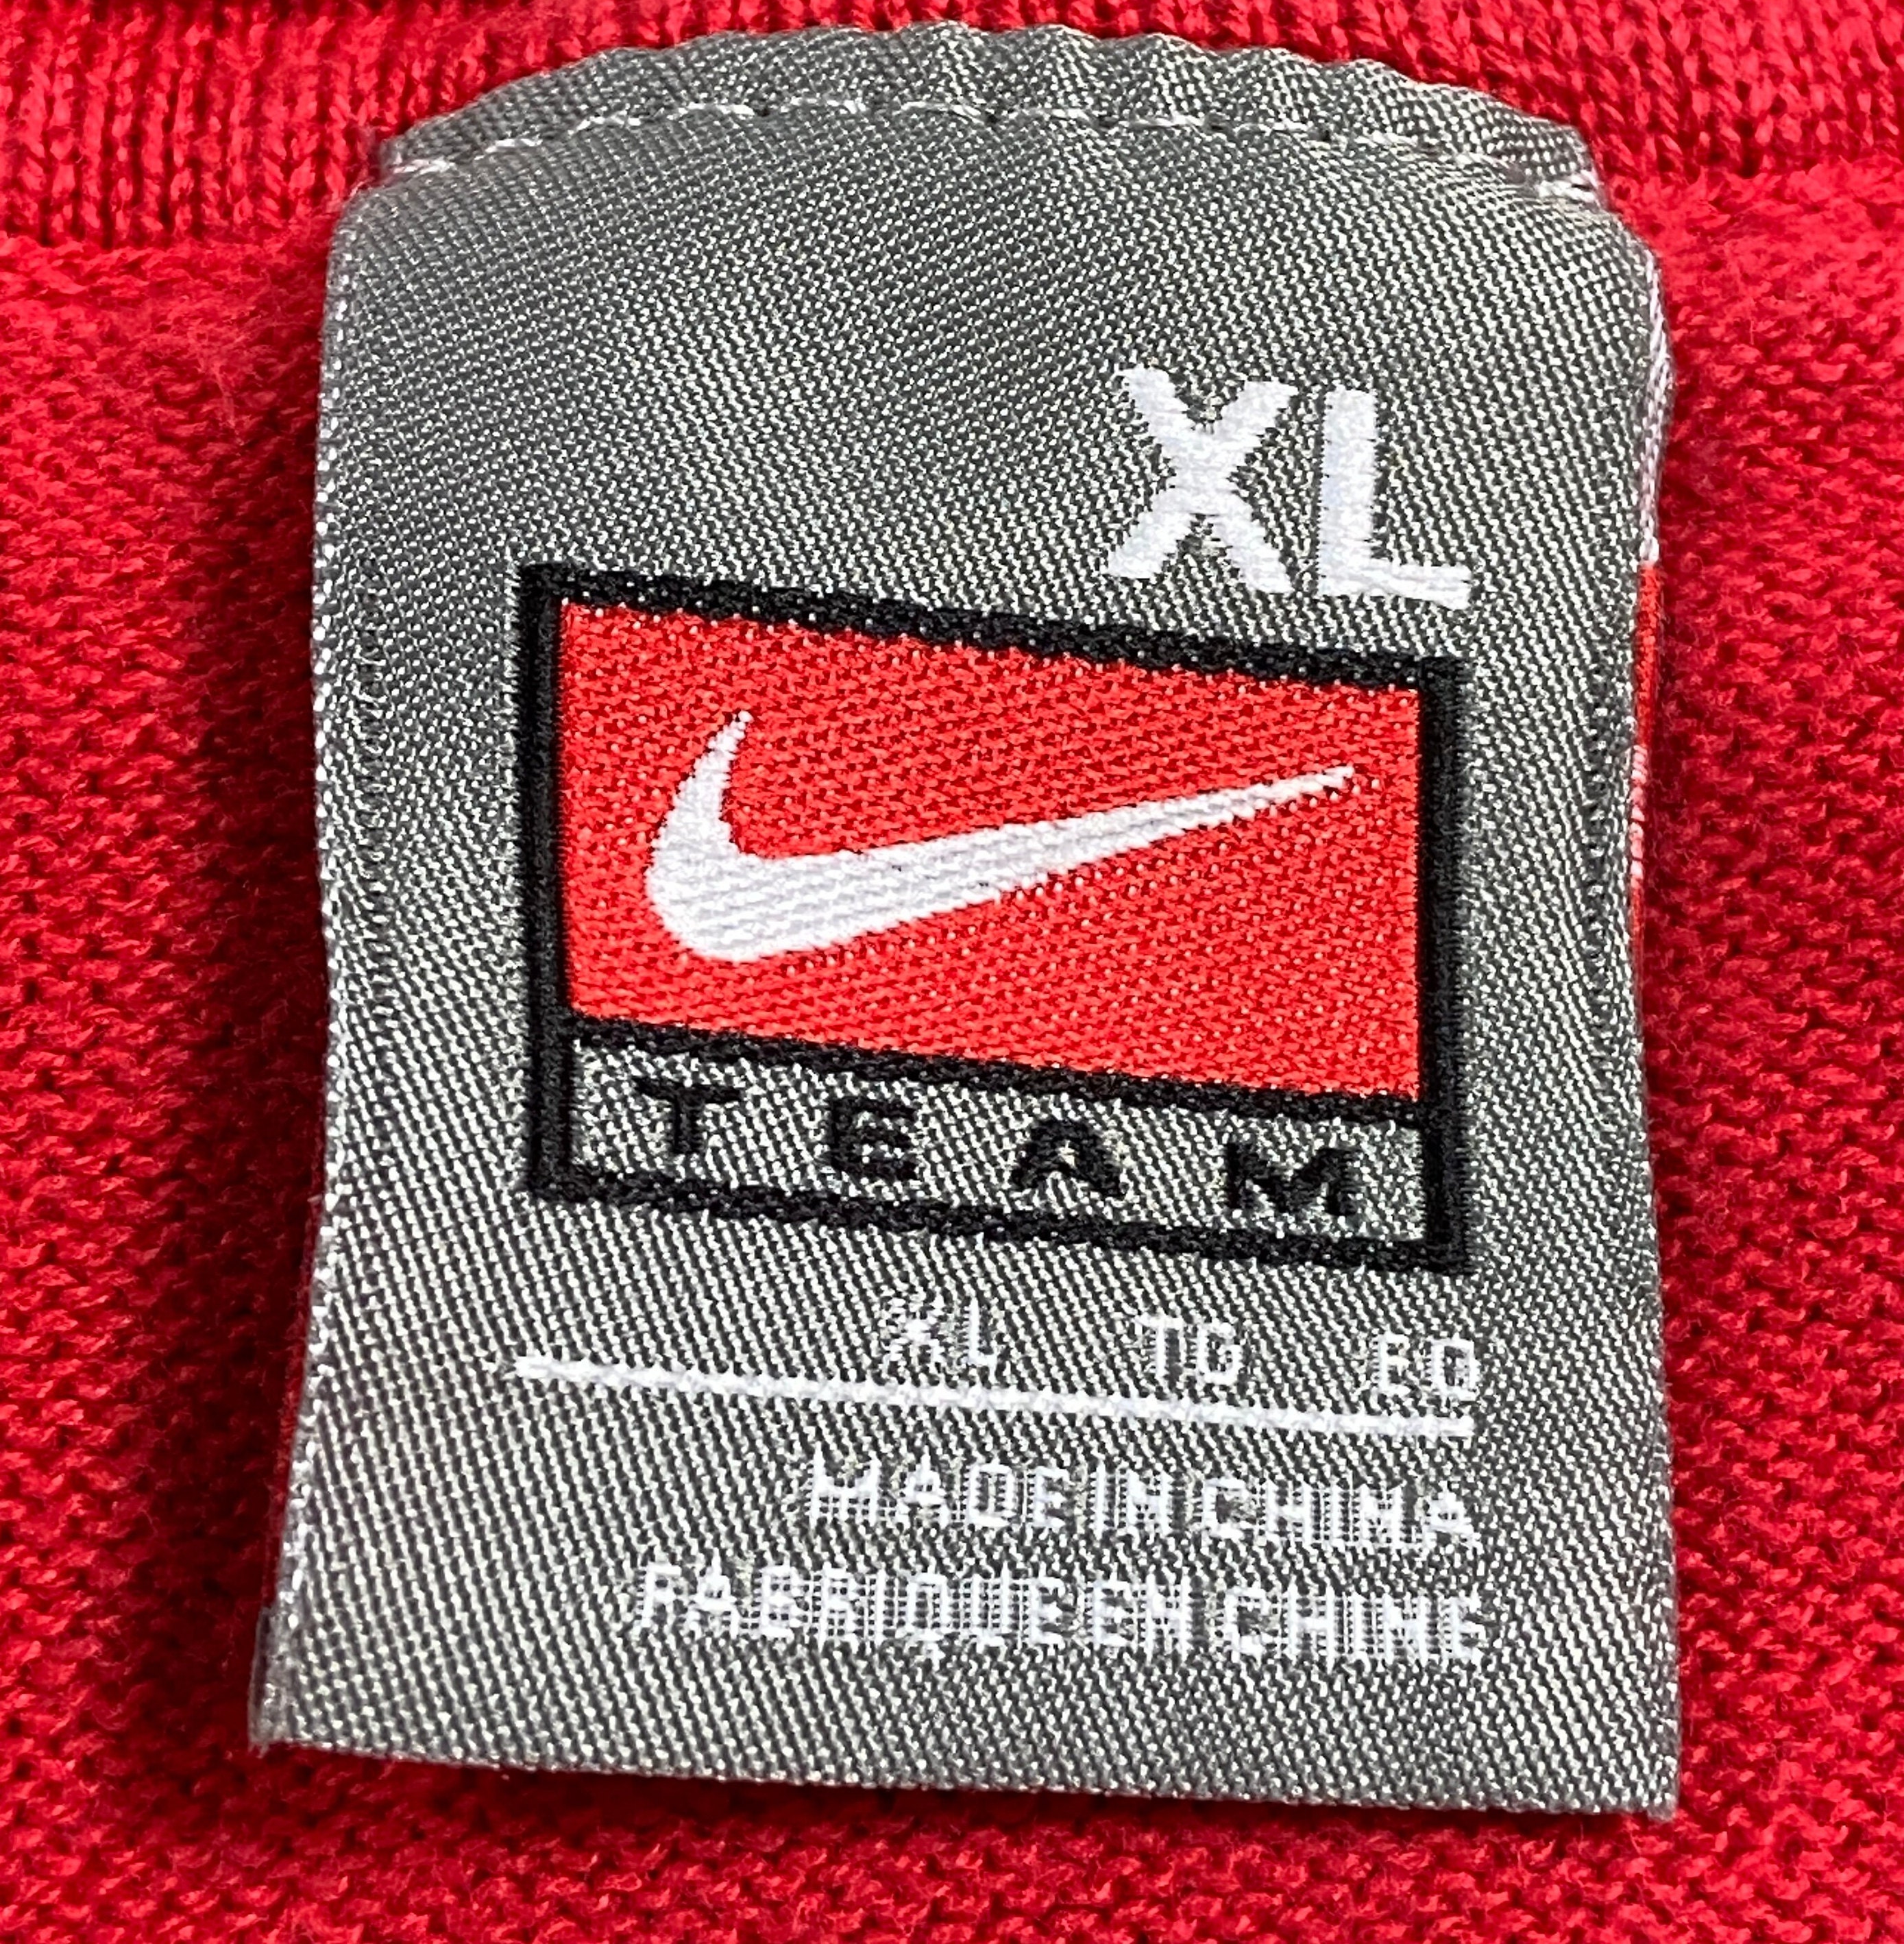 XL
TEAM
XL TG EG
MADE IN CHINA
FABRIQUE EN CHINE